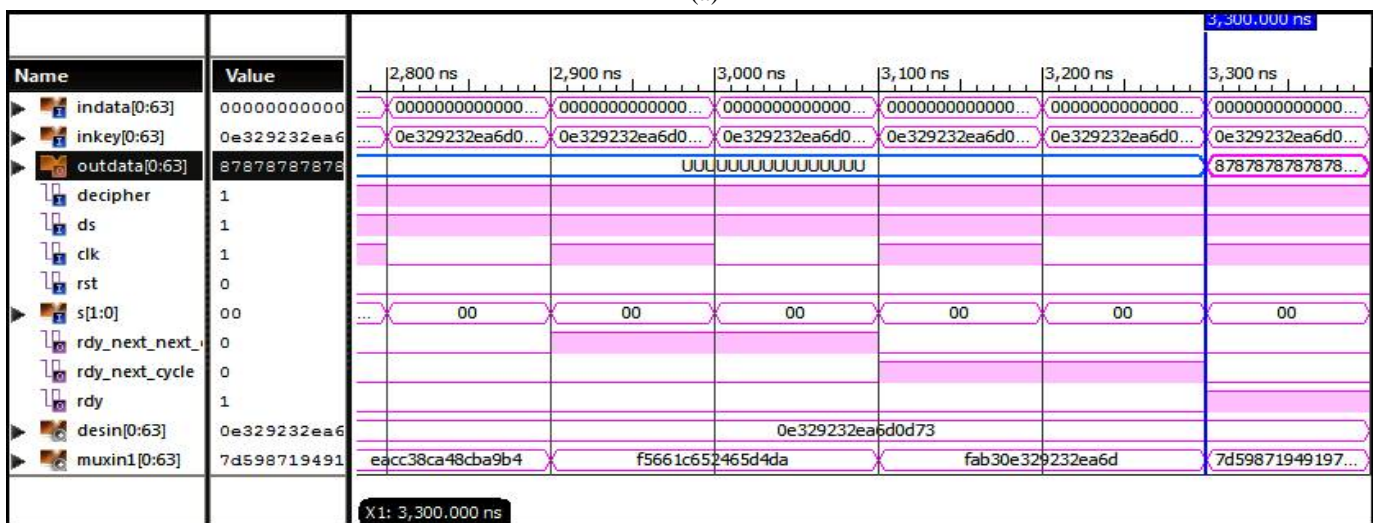 3,300.000 ns
Name Value 2,800 ns 2,900 ns 3,000 ns 3,100 ns 3,200 ns 3,300 ns
indata[0:63] 00000000000 ... 0000000000000... 0000000000000... 0000000000000... 0000000000000... 0000000000000... 0000000000000...
inkey[0:63] 0e329232ea6 ... 0e329232ea6d0... 0e329232ea6d0... 0e329232ea6d0... 0e329232ea6d0... 0e329232ea6d0... 0e329232ea6d0...
outdata[0:63] 87878787878 UUUUUUUUUUUUUUUU 8787878787878...
decipher 1
ds 1
clk 1
rst 0
s[1:0] 00 ... 00 00 00 00 00 00
rdy_next_next_ 0
rdy_next_cycle 0
rdy 1
desin[0:63] 0e329232ea6 0e329232ea6d0d73
muxin1[0:63] 7d598719491 eacc38ca48cba9b4 f5661c652465d4da fab30e329232ea6d 7d59871949197...
X1: 3,300.000 ns